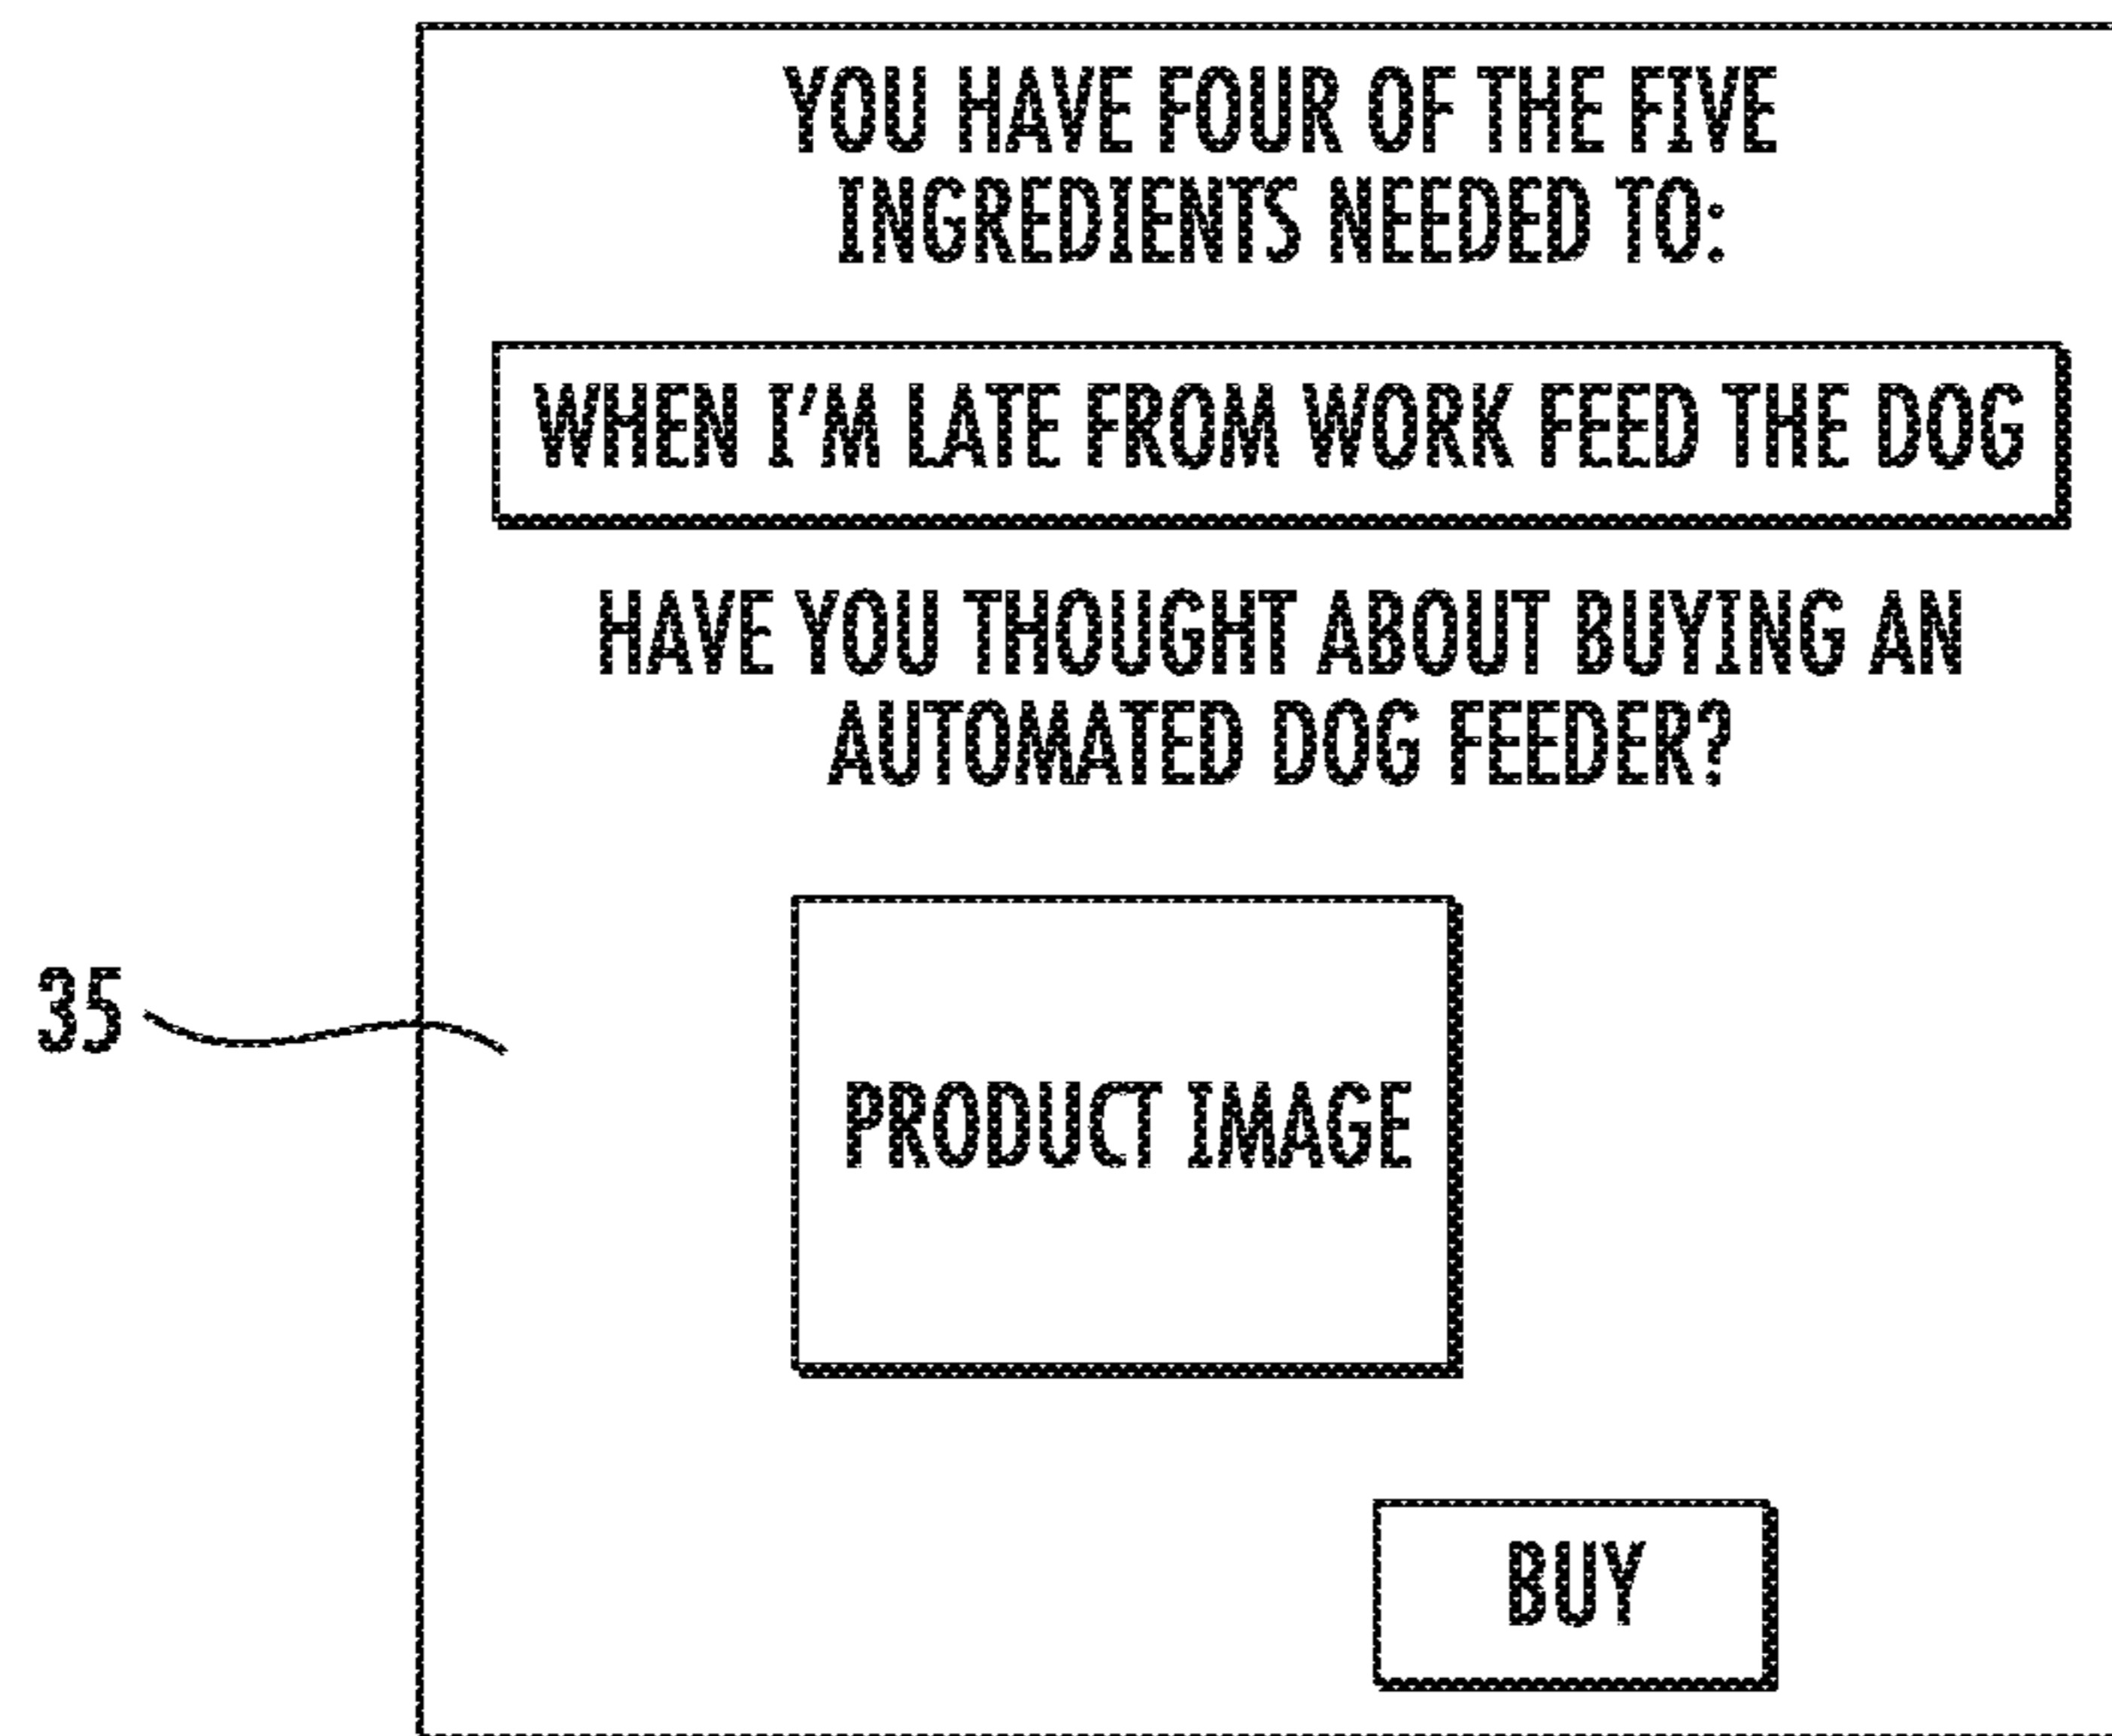 YOU HAVE FOUR OF THE FIVE
INGREDIENTS NEEDED TO:
WHEN I'M LATE FROM WORK FEED THE DOG
HAVE YOU THOUGHT ABOUT BUYING AN
AUTOMATED DOG FEEDER?
35
PRODUCT IMAGE
BUY